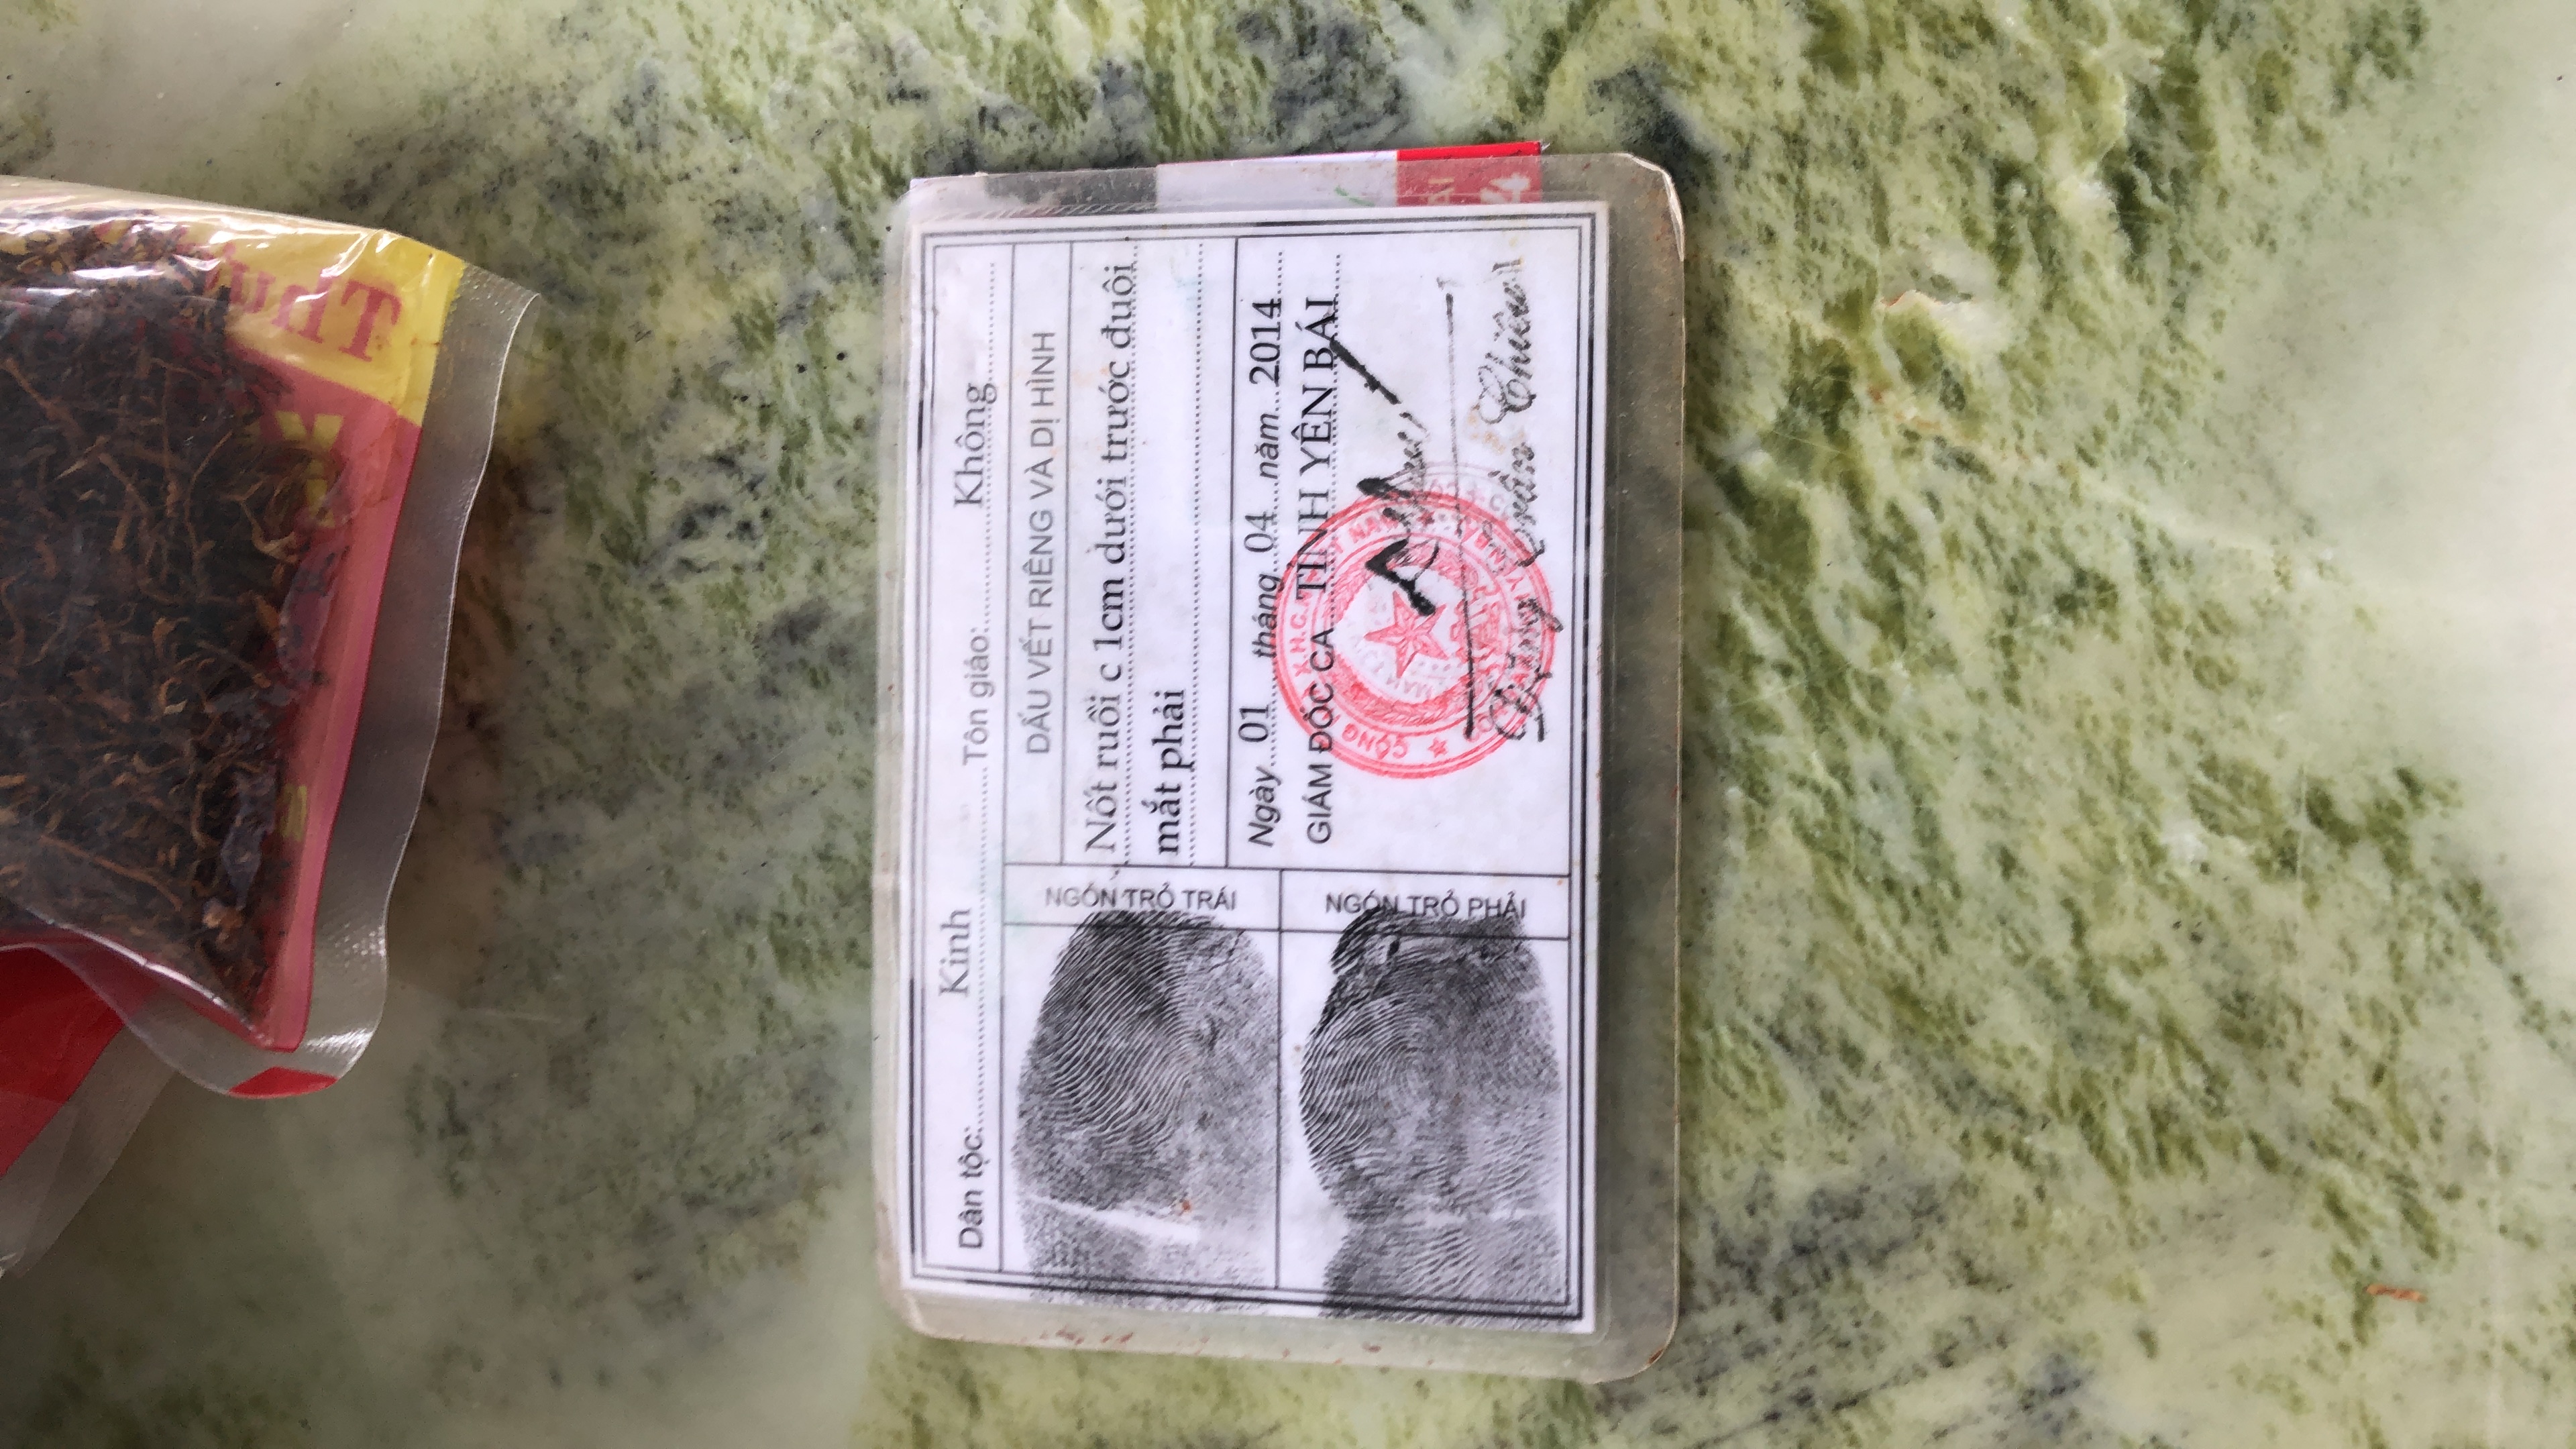 Dân tộc: Kinh Tôn giáo: Không
NGÓN TRỎ TRÁI
NGÓN TRỎ PHẢI
DẤU VẾT RIÊNG VÀ DỊ HÌNH
Nốt ruồi c 1cm dưới trước đuôi
mắt phải
Ngày 01 tháng 04 năm 2014
GIÁM ĐỐC CA TỈNH YÊN BÁI
Đặng Trần Chiêu